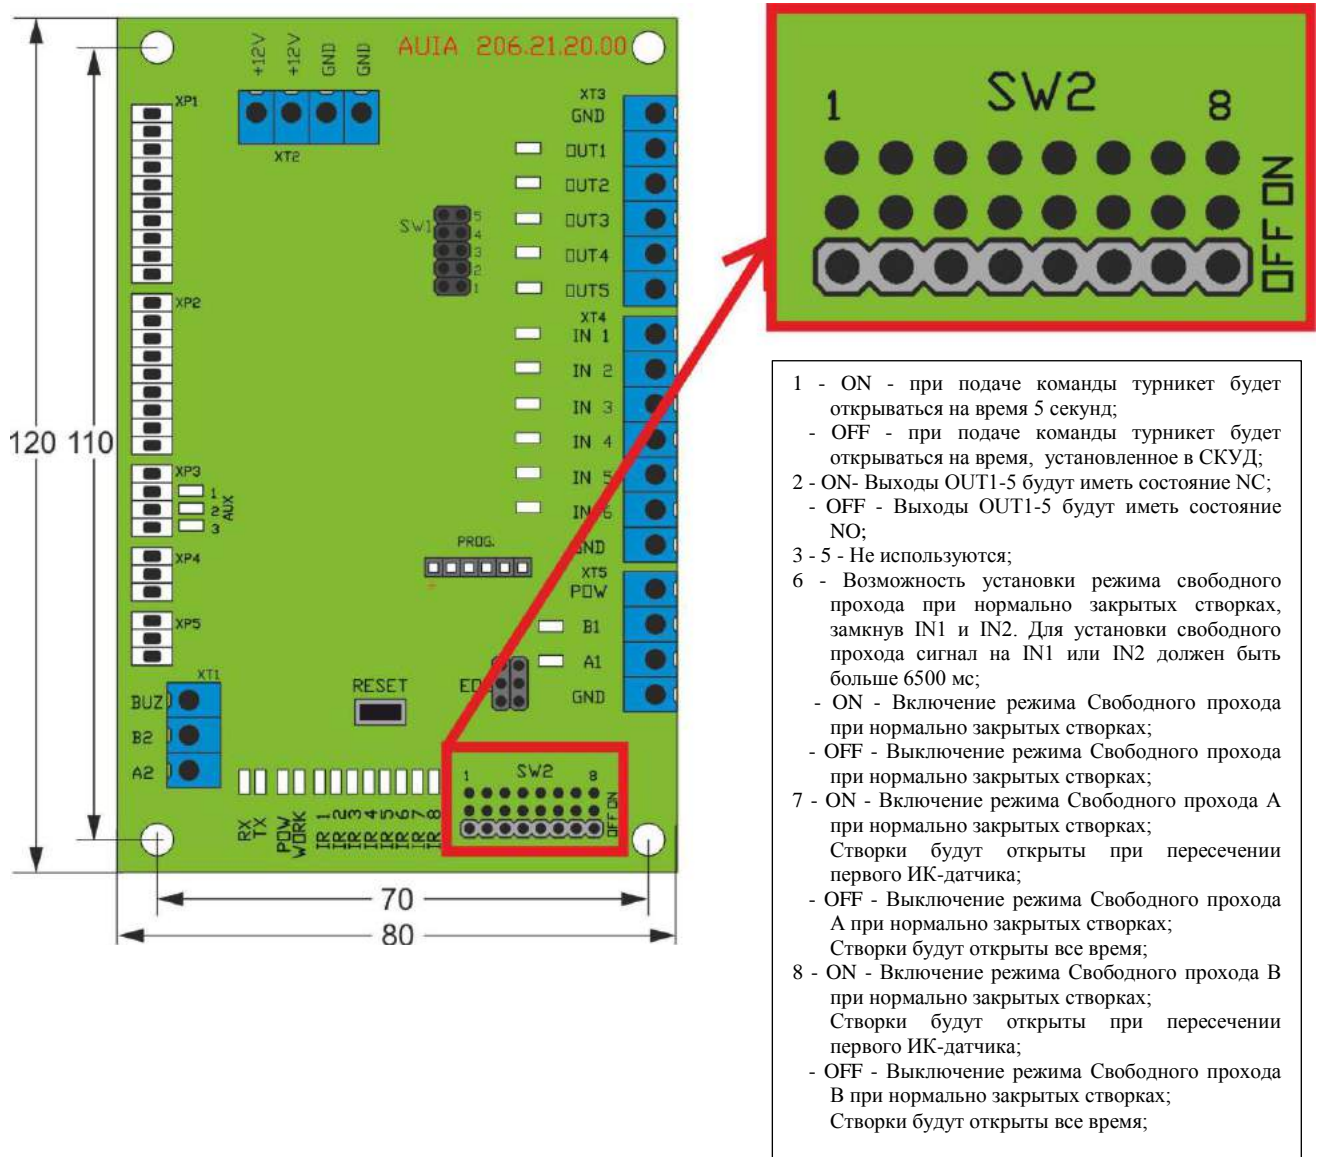 AUIA 206.21.20.00
+12V
+12V
GND
GND
XT2
XP1
XP2
XP3
1
2
3
AUX
XP4
XP5
XT1
BUZ
B2
A2
XT3
GND
OUT1
OUT2
OUT3
OUT4
OUT5
SW1
5
4
3
2
1
XT4
IN 1
IN 2
IN 3
IN 4
IN 5
IN 6
GND
XT5
POW
B1
A1
GND
PROG.
+
RESET
RX
TX
POW
WORK
IR 1
IR 2
IR 3
IR 4
IR 5
IR 6
IR 7
IR 8
1
SW2
8
OFF ON
120
110
70
80
SW2
1
8
OFF ON
1 - ON - при подаче команды турникет будет
открываться на время 5 секунд;
- OFF - при подаче команды турникет будет
открываться на время, установленное в СКУД;
2 - ON- Выходы OUT1-5 будут иметь состояние NC;
- OFF - Выходы OUT1-5 будут иметь состояние
NO;
3 - 5 - Не используются;
6 - Возможность установки режима свободного
прохода при нормально закрытых створках,
замкнув IN1 и IN2. Для установки свободного
прохода сигнал на IN1 или IN2 должен быть
больше 6500 мс;
- ON - Включение режима Свободного прохода
при нормально закрытых створках;
- OFF - Выключение режима Свободного прохода
при нормально закрытых створках;
7 - ON - Включение режима Свободного прохода А
при нормально закрытых створках;
Створки будут открыты при пересечении
первого ИК-датчика;
- OFF - Выключение режима Свободного прохода
А при нормально закрытых створках;
Створки будут открыты все время;
8 - ON - Включение режима Свободного прохода В
при нормально закрытых створках;
Створки будут открыты при пересечении
первого ИК-датчика;
- OFF - Выключение режима Свободного прохода
В при нормально закрытых створках;
Створки будут открыты все время;